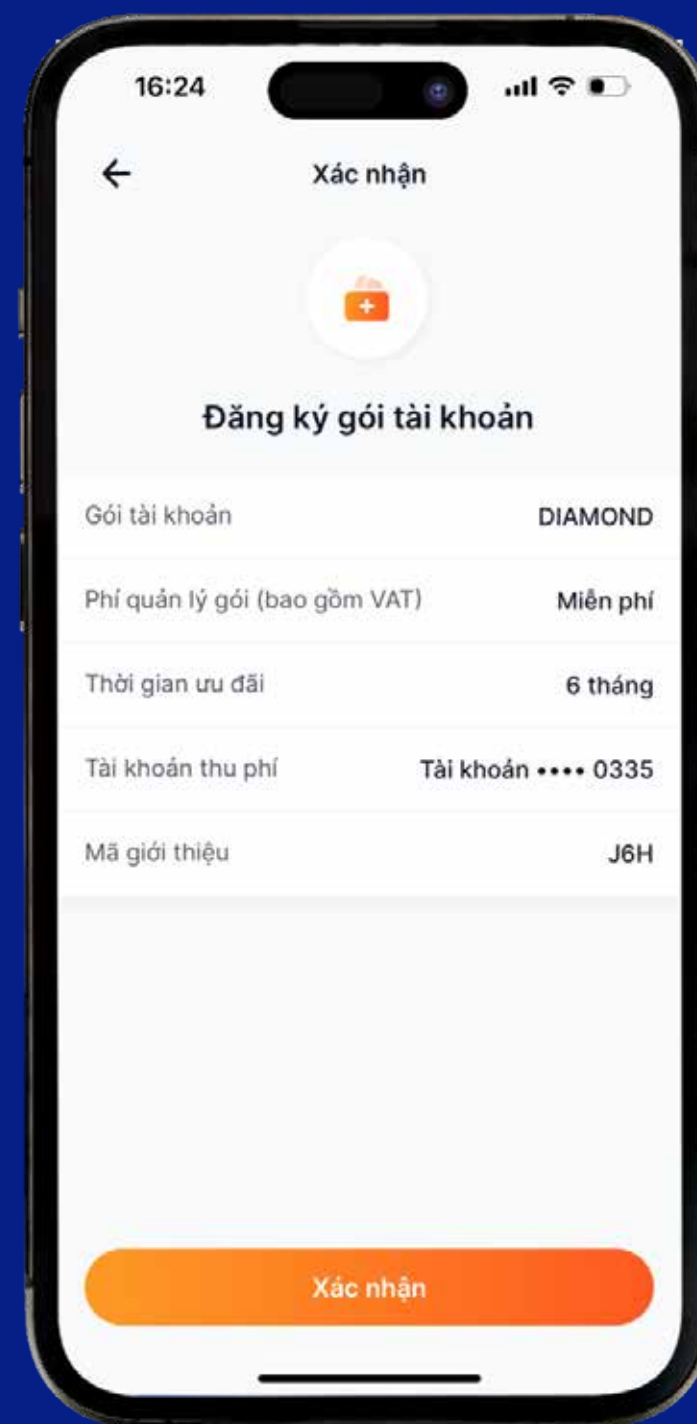 16:24
Xác nhận
Đăng ký gói tài khoản
Gói tài khoản DIAMOND
Phí quản lý gói (bao gồm VAT) Miễn phí
Thời gian ưu đãi 6 tháng
Tài khoản thu phí Tài khoản •••• 0335
Mã giới thiệu J6H
Xác nhận